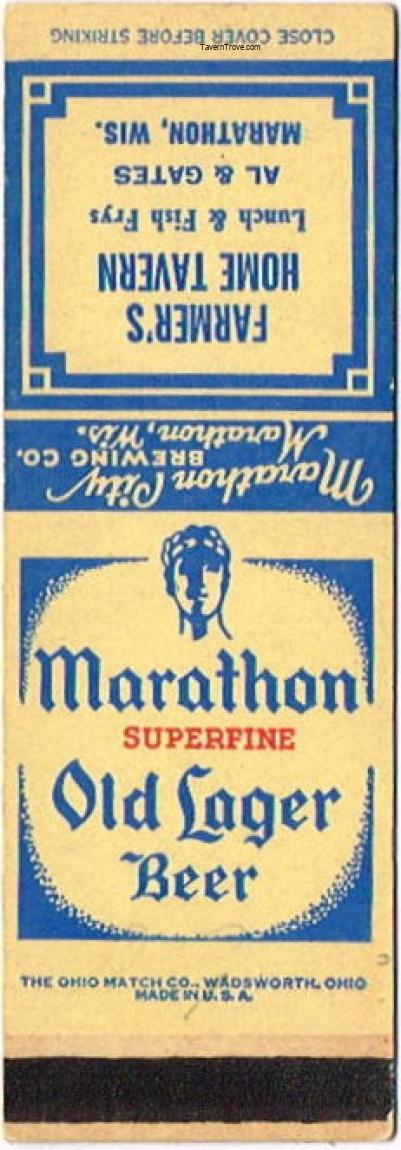 CLOSE COVER BEFORE STRIKING
TavernTrove.com
FARMER'S
HOME TAVERN
Lunch & Fish Frys
AL & GATES
MARATHON, WIS.
Marathon City
BREWING CO.
Marathon, Wis.
Marathon
SUPERFINE
Old Lager
Beer
THE OHIO MATCH CO., WADSWORTH, OHIO
MADE IN U.S.A.